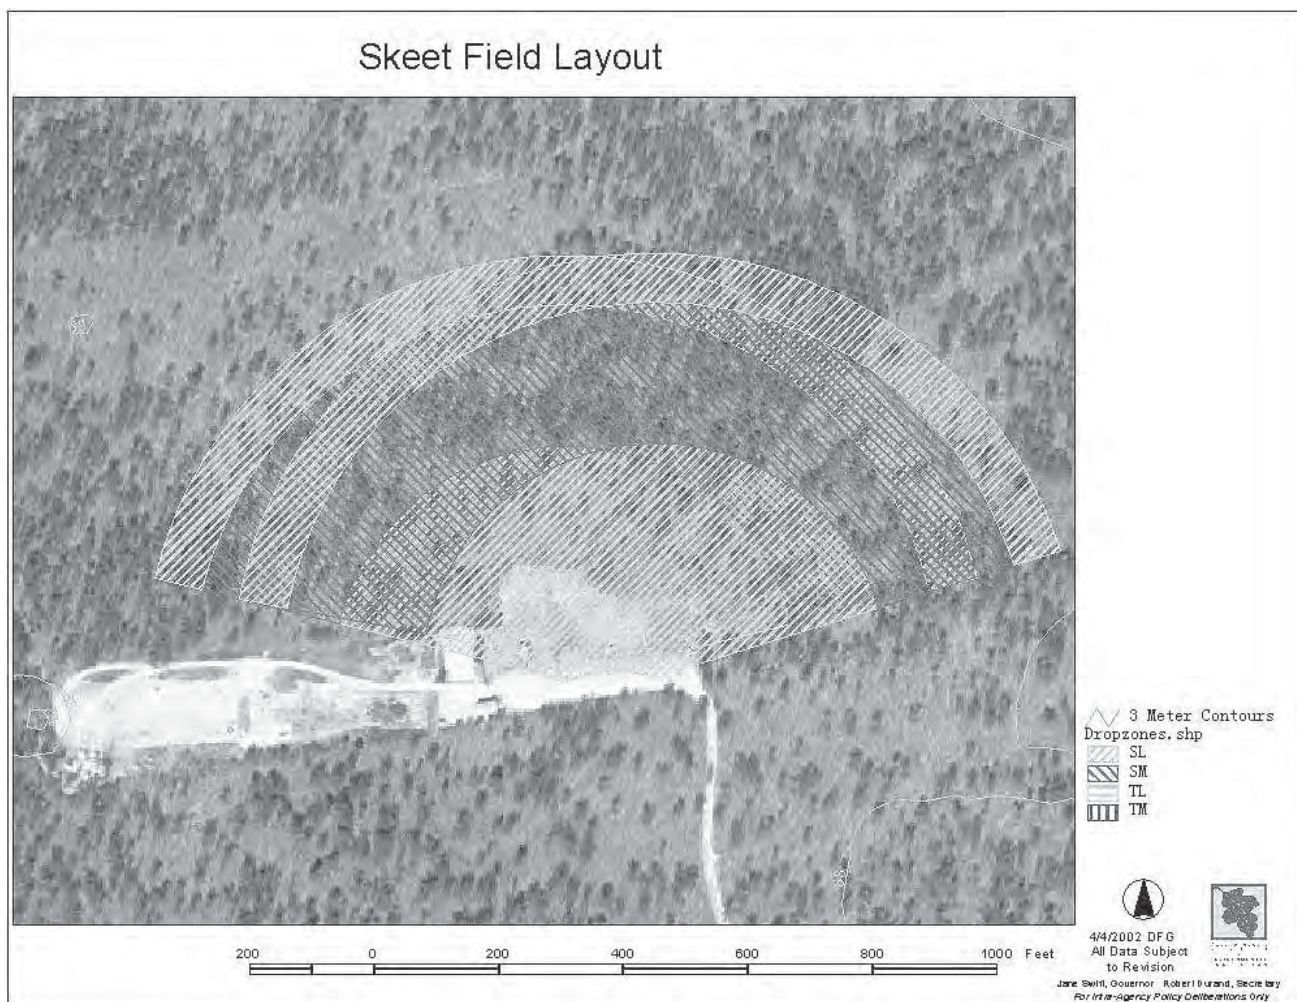 Skeet Field Layout
3 Meter Contours
Dropzones.shp
SL
SM
TL
TM
4/4/2002 DFG
All Data Subject
to Revision
200 0 200 400 600 800 1000 Feet
Jane Swift, Governor Robert Durand, Secretary
For Intra-Agency Policy Deliberations Only